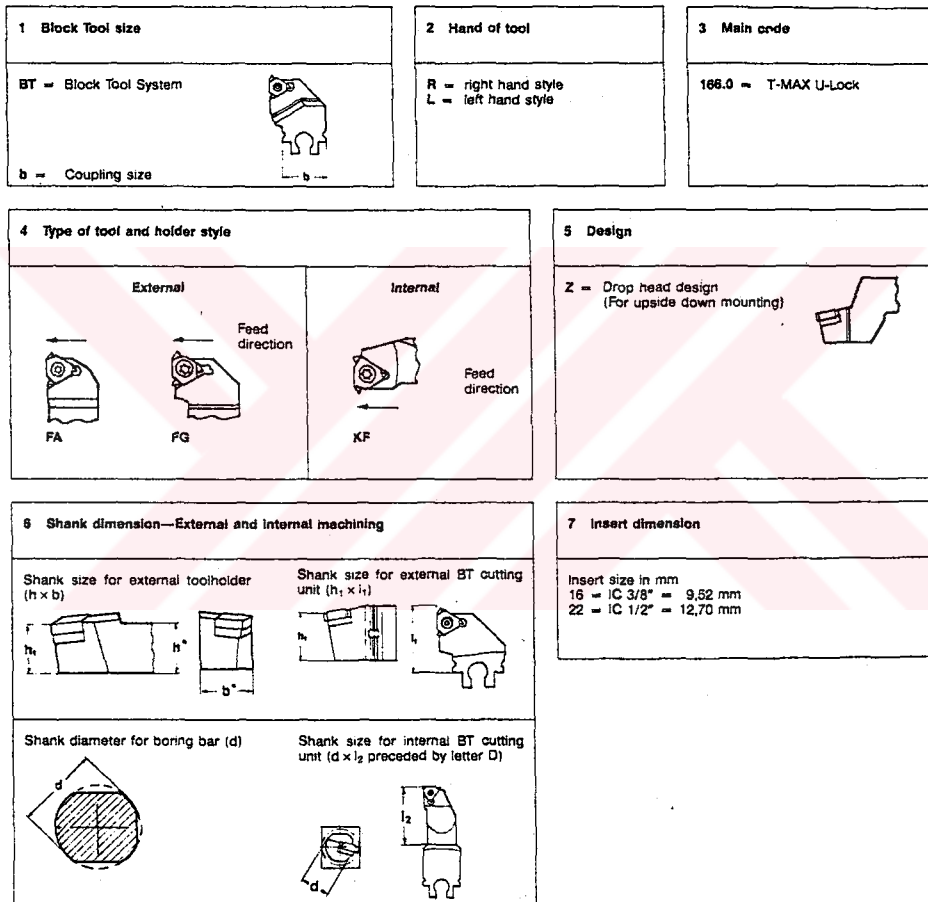 1 Block Tool size
BT = Block Tool System
b
b = Coupling size
2 Hand of tool
R = right hand style
L = left hand style
3 Main code
166.0 = T-MAX U-Lock
4 Type of tool and holder style
External
Feed
direction
FA
FG
Internal
Feed
direction
KF
5 Design
Z = Drop head design
(For upside down mounting)
6 Shank dimension—External and internal machining
Shank size for external toolholder
(h × b)
h₁
h*
b*
Shank size for external BT cutting
unit (h₁ × l₁)
h₁
l₁
Shank diameter for boring bar (d)
d
Shank size for internal BT cutting
unit (d × l₂ preceded by letter D)
l₂
d
7 Insert dimension
Insert size in mm
16 = IC 3/8" = 9,52 mm
22 = IC 1/2" = 12,70 mm